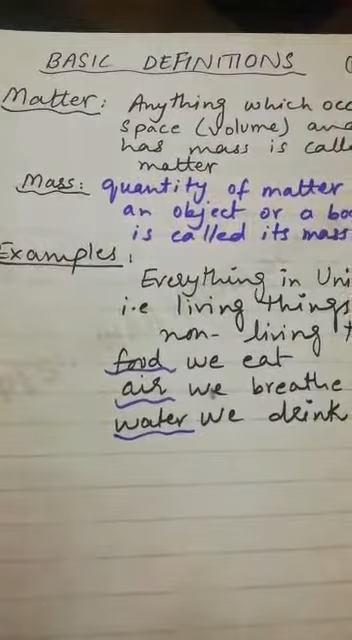 BASIC DEFINITIONS (
Matter: Anything which occ
space (volume) and
has mass is calle
matter
Mass: quantity of matter
an object or a bo
is called its mass
Examples:
Everything in Uni
i.e living things
non-living t
food we eat
air we breathe
water we drink